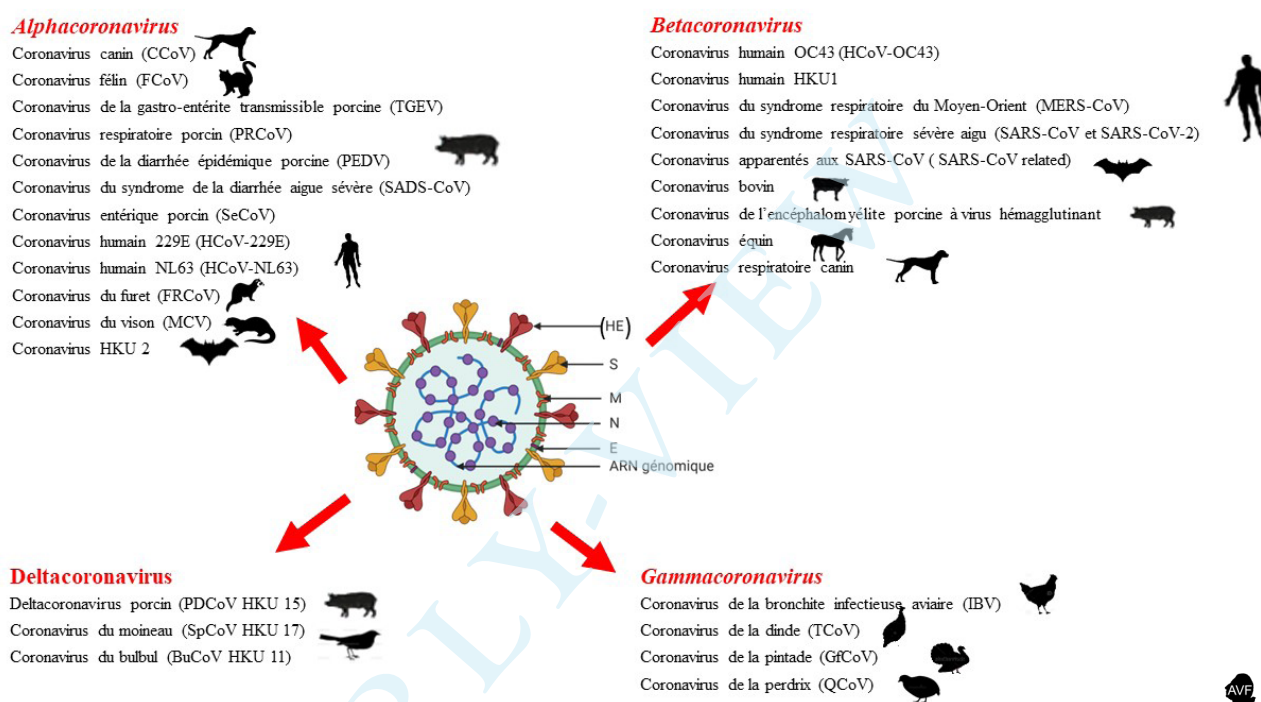 Alphacoronavirus
Coronavirus canin (CCoV)
Coronavirus félin (FCoV)
Coronavirus de la gastro-entérite transmissible porcine (TGEV)
Coronavirus respiratoire porcin (PRCoV)
Coronavirus de la diarrhée épidémique porcine (PEDV)
Coronavirus du syndrome de la diarrhée aigue sévère (SADS-CoV)
Coronavirus entérique porcin (SeCoV)
Coronavirus humain 229E (HCoV-229E)
Coronavirus humain NL63 (HCoV-NL63)
Coronavirus du furet (FRCoV)
Coronavirus du vison (MCV)
Coronavirus HKU 2
Betacoronavirus
Coronavirus humain OC43 (HCoV-OC43)
Coronavirus humain HKU1
Coronavirus du syndrome respiratoire du Moyen-Orient (MERS-CoV)
Coronavirus du syndrome respiratoire sévère aigu (SARS-CoV et SARS-CoV-2)
Coronavirus apparentés aux SARS-CoV ( SARS-CoV related)
Coronavirus bovin
Coronavirus de l'encéphalomyélite porcine à virus hémagglutinant
Coronavirus équin
Coronavirus respiratoire canin
(HE)
S
M
N
E
ARN génomique
Deltacoronavirus
Deltacoronavirus porcin (PDCoV HKU 15)
Coronavirus du moineau (SpCoV HKU 17)
Coronavirus du bulbul (BuCoV HKU 11)
Gammacoronavirus
Coronavirus de la bronchite infectieuse aviaire (IBV)
Coronavirus de la dinde (TCoV)
Coronavirus de la pintade (GfCoV)
Coronavirus de la perdrix (QCoV)
PLY-VIEW
AVF